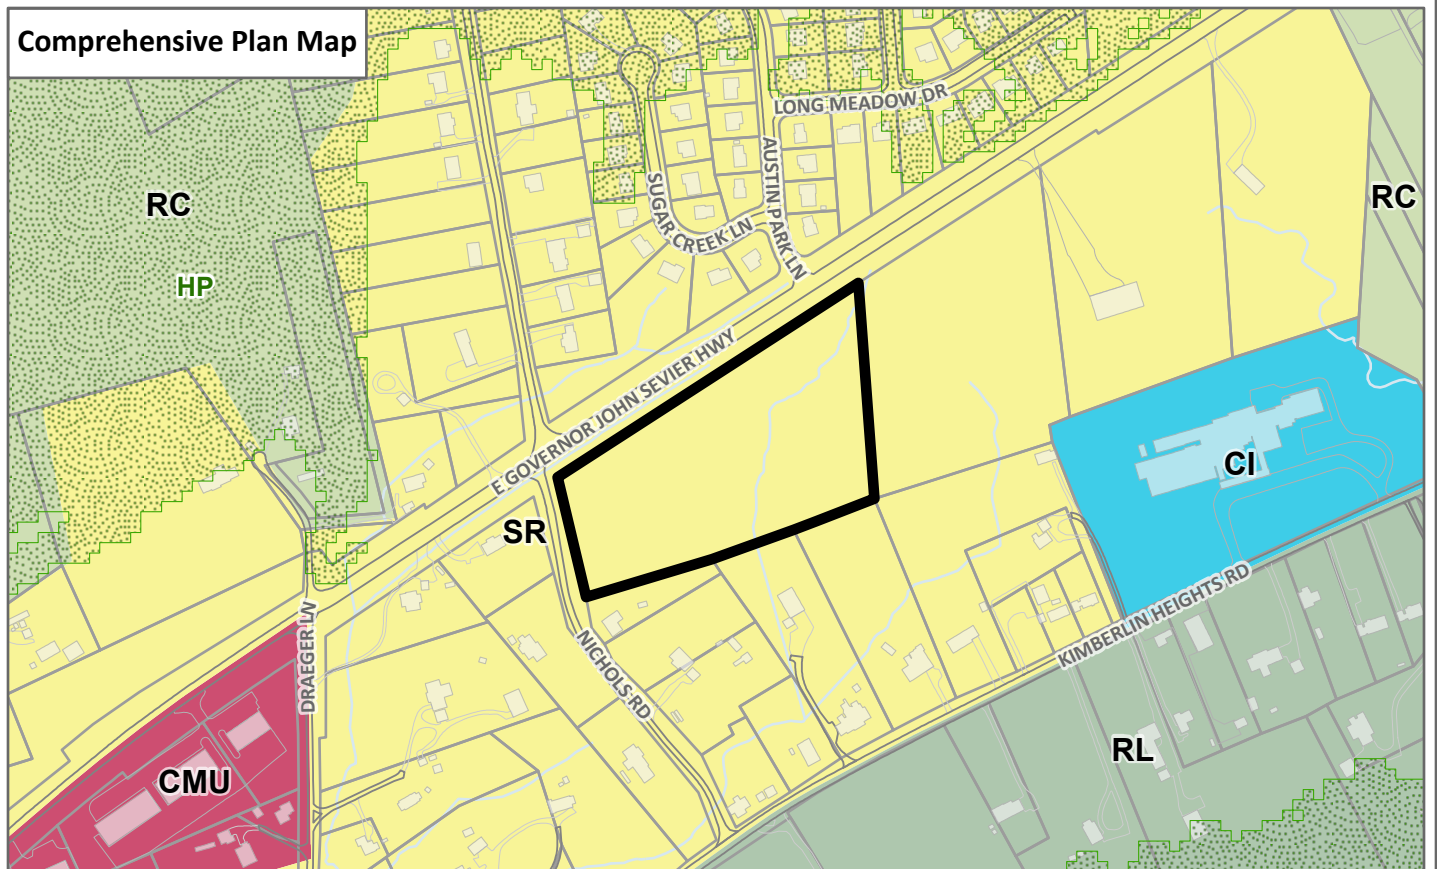 Comprehensive Plan Map
LONG MEADOW DR
AUSTIN PARK LN
SUGAR CREEK LN
RC
RC
HP
E GOVERNOR JOHN SEVIER HWY
SR
CI
KIMBERLIN HEIGHTS RD
DRAEGER LN
NICHOLS RD
RL
CMU